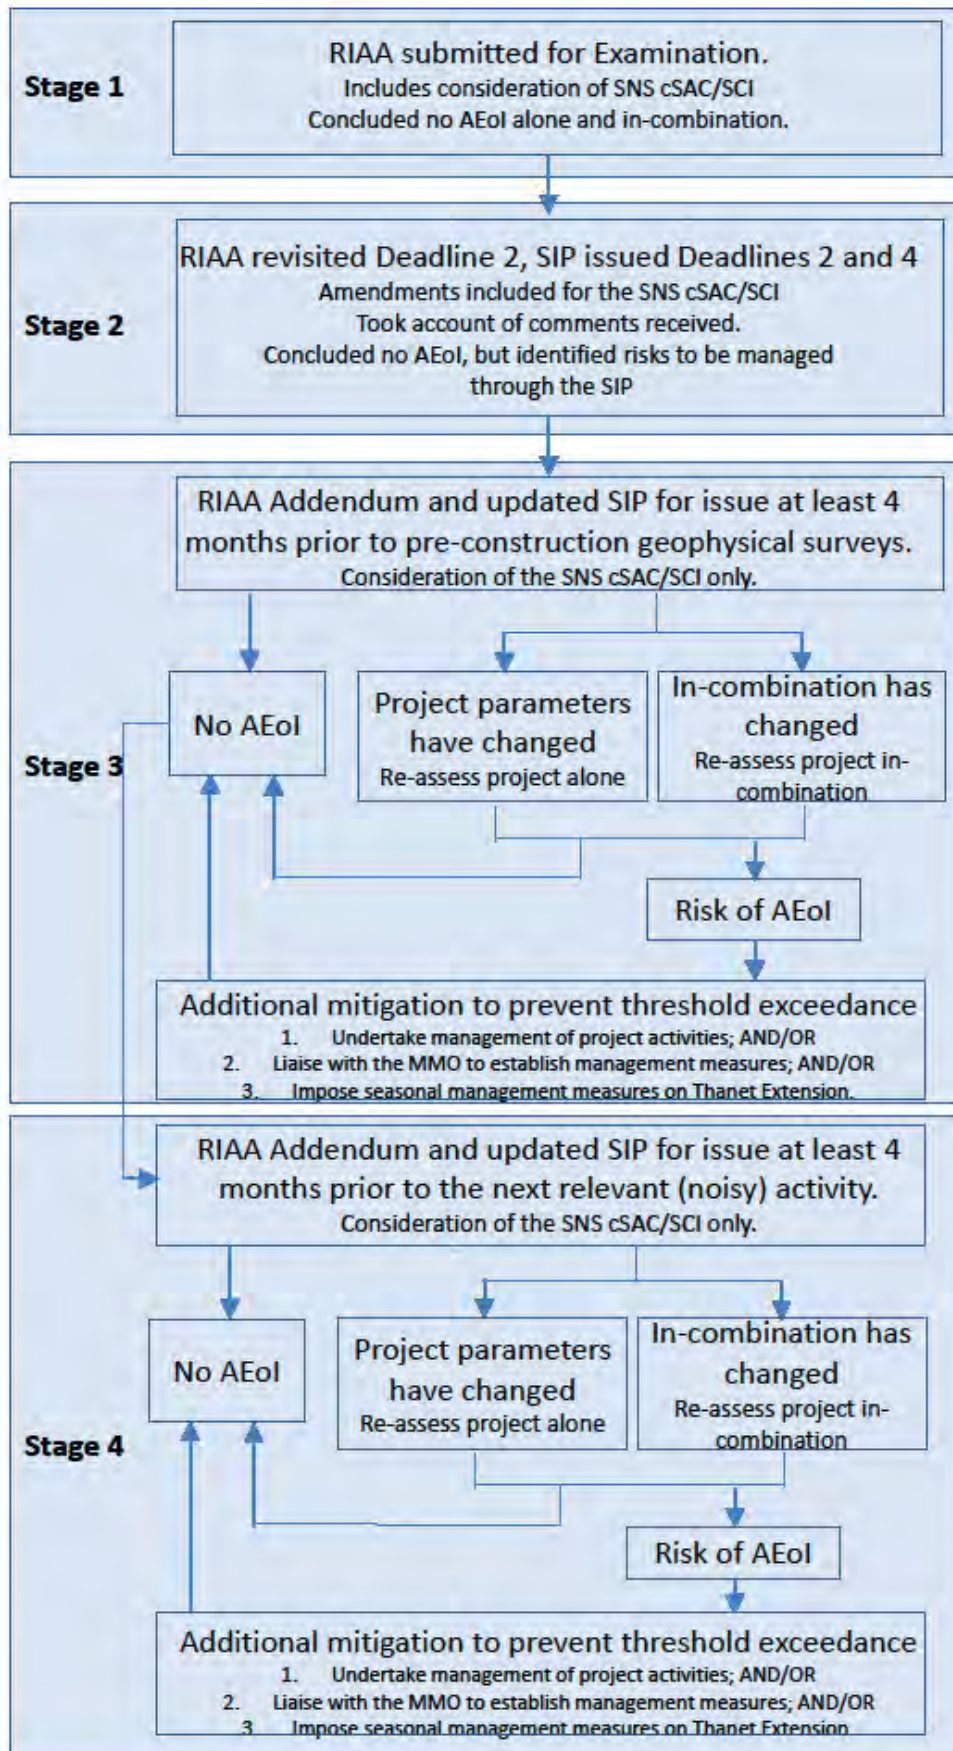 Stage 1
RIAA submitted for Examination.
Includes consideration of SNS cSAC/SCI
Concluded no AEoI alone and in-combination.
Stage 2
RIAA revisited Deadline 2, SIP issued Deadlines 2 and 4
Amendments included for the SNS cSAC/SCI
Took account of comments received.
Concluded no AEoI, but identified risks to be managed
through the SIP
Stage 3
RIAA Addendum and updated SIP for issue at least 4
months prior to pre-construction geophysical surveys.
Consideration of the SNS cSAC/SCI only.
No AEoI
Project parameters
have changed
Re-assess project alone
In-combination has
changed
Re-assess project in-
combination
Risk of AEoI
Additional mitigation to prevent threshold exceedance
1. Undertake management of project activities; AND/OR
2. Liaise with the MMO to establish management measures; AND/OR
3. Impose seasonal management measures on Thanet Extension.
Stage 4
RIAA Addendum and updated SIP for issue at least 4
months prior to the next relevant (noisy) activity.
Consideration of the SNS cSAC/SCI only.
No AEoI
Project parameters
have changed
Re-assess project alone
In-combination has
changed
Re-assess project in-
combination
Risk of AEoI
Additional mitigation to prevent threshold exceedance
1. Undertake management of project activities; AND/OR
2. Liaise with the MMO to establish management measures; AND/OR
3. Impose seasonal management measures on Thanet Extension